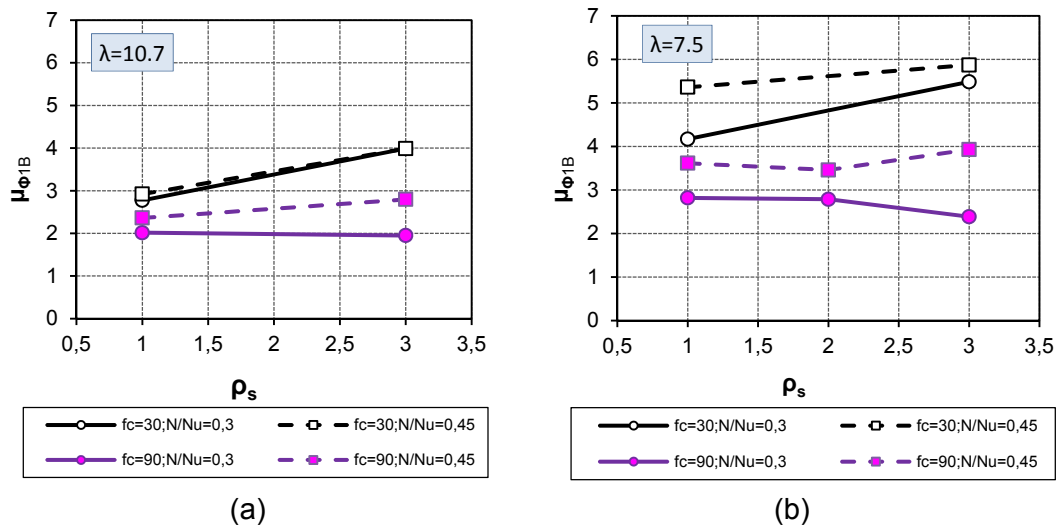 λ=10.7
7
6
5
4
3
2
1
0
μΦ1B
0,5 1 1,5 2 2,5 3 3,5
ρs
fc=30;N/Nu=0,3 fc=30;N/Nu=0,45
fc=90;N/Nu=0,3 fc=90;N/Nu=0,45
(a)
λ=7.5
7
6
5
4
3
2
1
0
μΦ1B
0,5 1 1,5 2 2,5 3 3,5
ρs
fc=30;N/Nu=0,3 fc=30;N/Nu=0,45
fc=90;N/Nu=0,3 fc=90;N/Nu=0,45
(b)